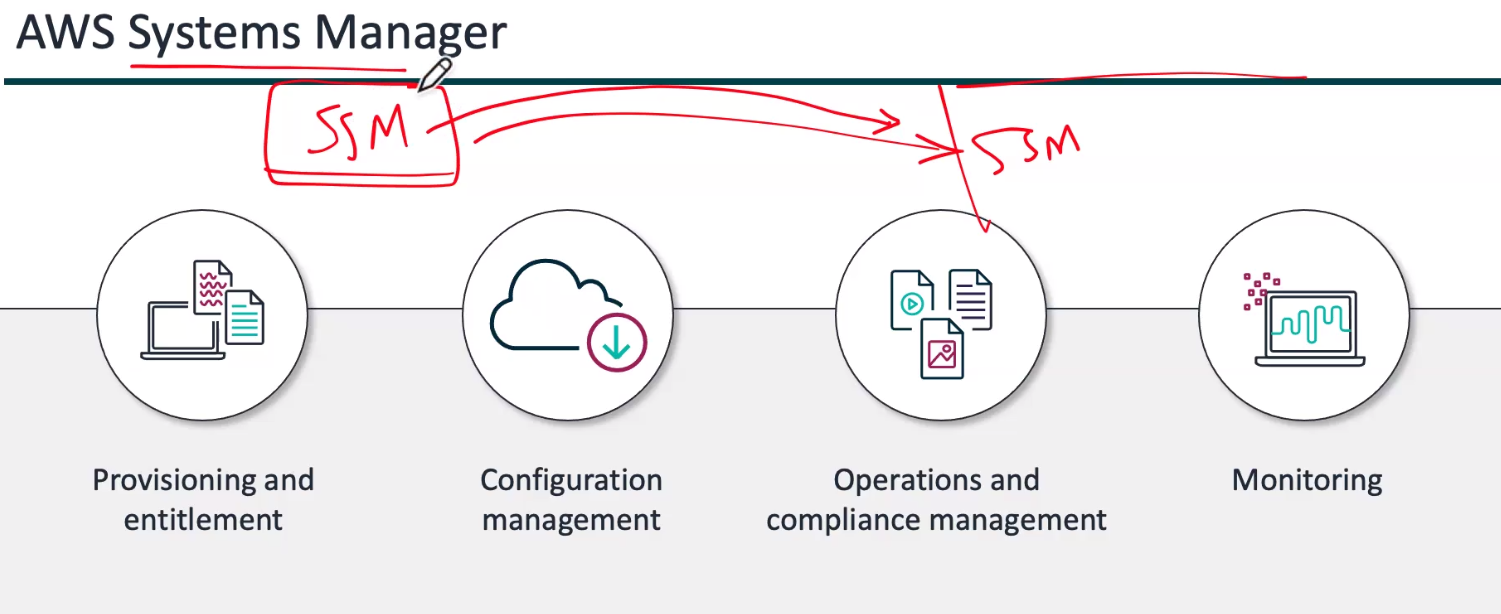 AWS Systems Manager
SSM
SSM
Provisioning and
entitlement
Configuration
management
Operations and
compliance management
Monitoring